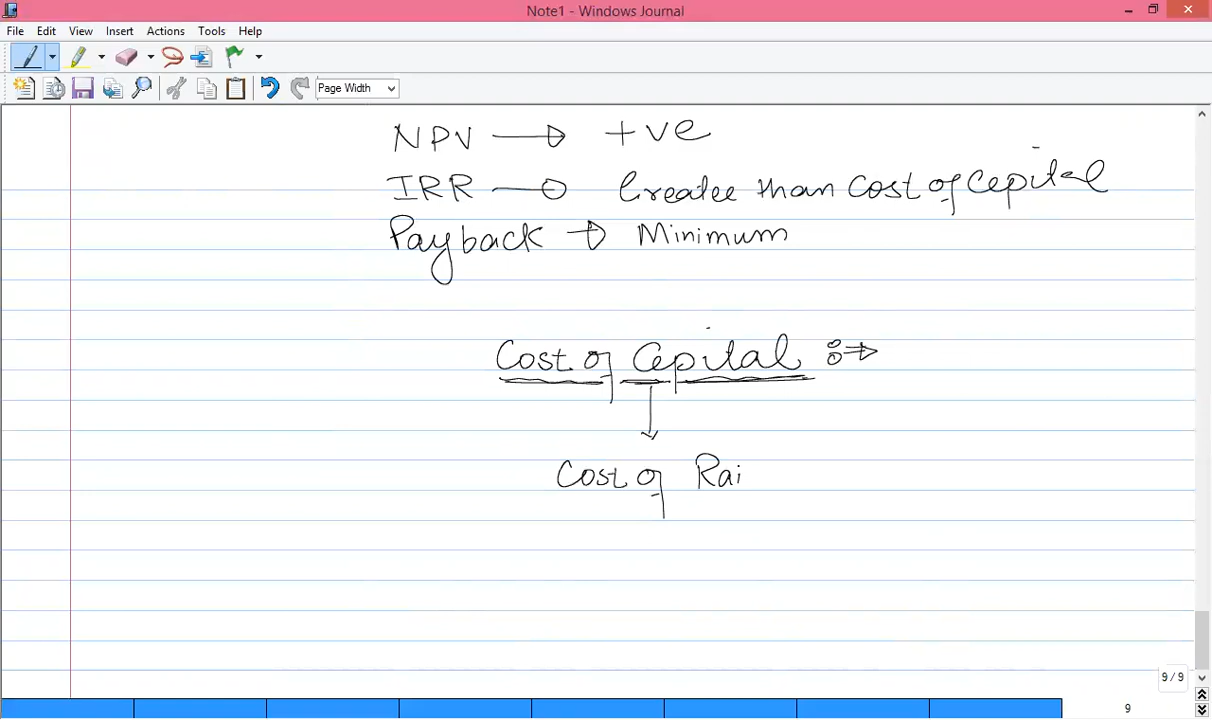 Note1 - Windows Journal
File Edit View Insert Actions Tools Help
Page Width
NPV → +ve
IRR → Greater than Cost of Capital
Payback → Minimum
Cost of Capital :→
Cost of Rai
9 / 9
9